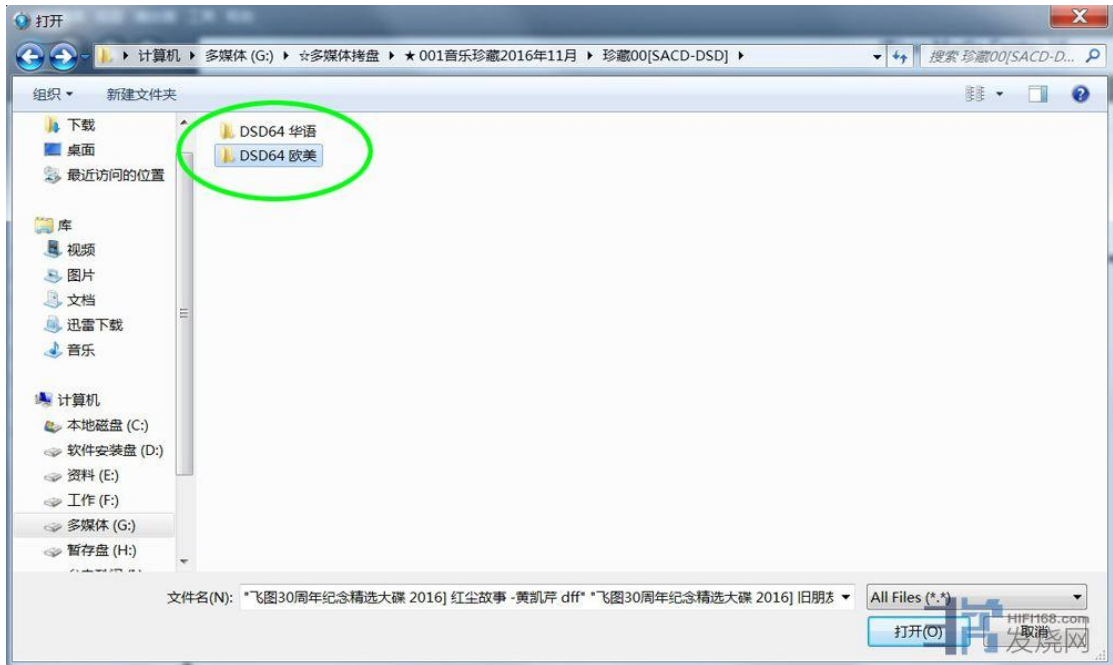 打开
计算机 多媒体 (G:) ☆多媒体拷盘 ★ 001音乐珍藏2016年11月 珍藏00[SACD-DSD]
搜索 珍藏00[SACD-D...
组织 新建文件夹
下载
桌面
最近访问的位置
库
视频
图片
文档
迅雷下载
音乐
计算机
本地磁盘 (C:)
软件安装盘 (D:)
资料 (E:)
工作 (F:)
多媒体 (G:)
暂存盘 (H:)
DSD64 华语
DSD64 欧美
文件名(N): "飞图30周年纪念精选大碟 2016] 红尘故事 -黄凯芹 dff" "飞图30周年纪念精选大碟 2016] 旧朋友
All Files (*.*)
打开(O) 取消
HIFI168.com
发烧网